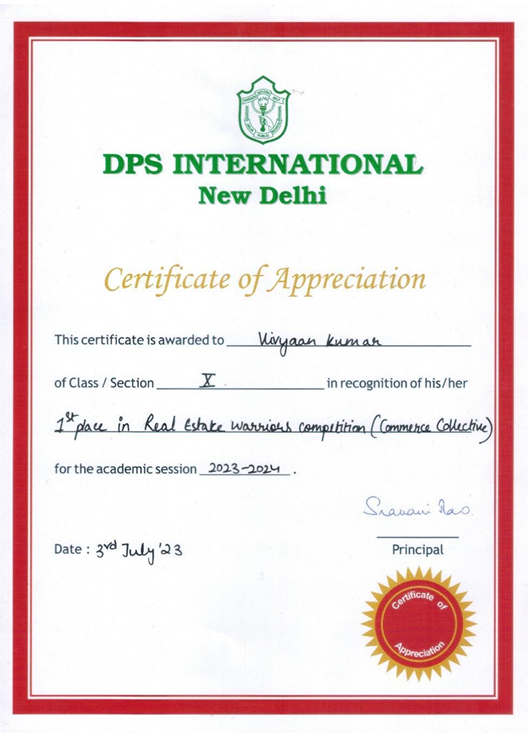 DPS INTERNATIONAL
New Delhi
Certificate of Appreciation
This certificate is awarded to Vivyaan Kumar
of Class / Section X in recognition of his/her
1st place in Real Estate Warriors competition (Commerce Collective)
for the academic session 2023-2024 .
Sravani Rao
Date : 3rd July '23
Principal
Certificate of
Appreciation